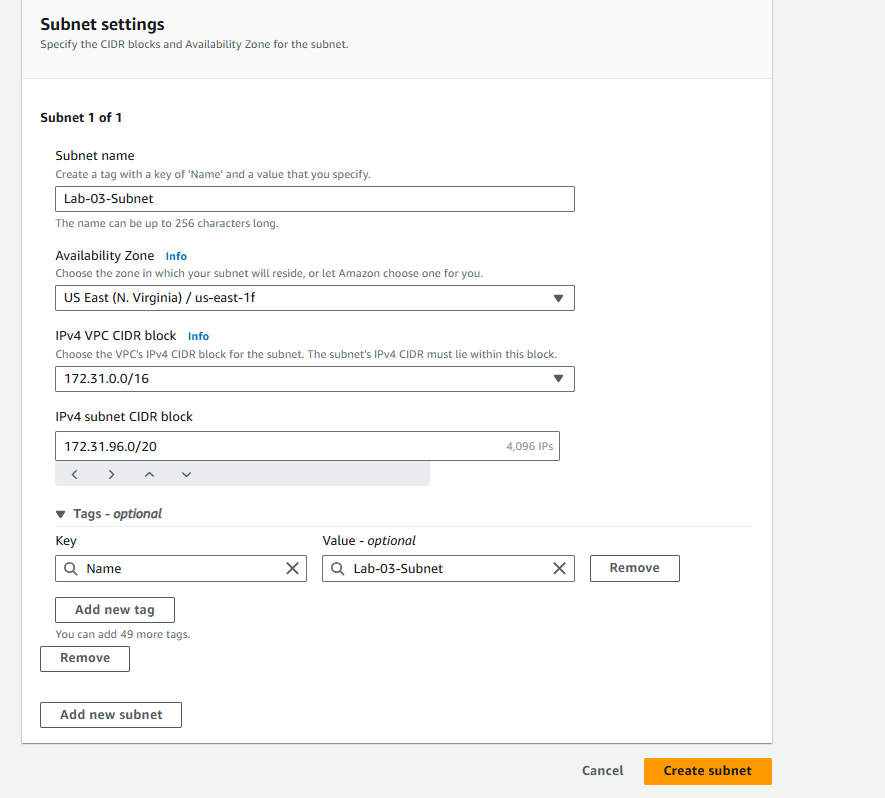 Subnet settings
Specify the CIDR blocks and Availability Zone for the subnet.
Subnet 1 of 1
Subnet name
Create a tag with a key of 'Name' and a value that you specify.
Lab-03-Subnet
The name can be up to 256 characters long.
Availability Zone Info
Choose the zone in which your subnet will reside, or let Amazon choose one for you.
US East (N. Virginia) / us-east-1f
IPv4 VPC CIDR block Info
Choose the VPC's IPv4 CIDR block for the subnet. The subnet's IPv4 CIDR must lie within this block.
172.31.0.0/16
IPv4 subnet CIDR block
172.31.96.0/20 4,096 IPs
Tags - optional
Key Value - optional
Name Lab-03-Subnet Remove
Add new tag
You can add 49 more tags.
Remove
Add new subnet
Cancel Create subnet